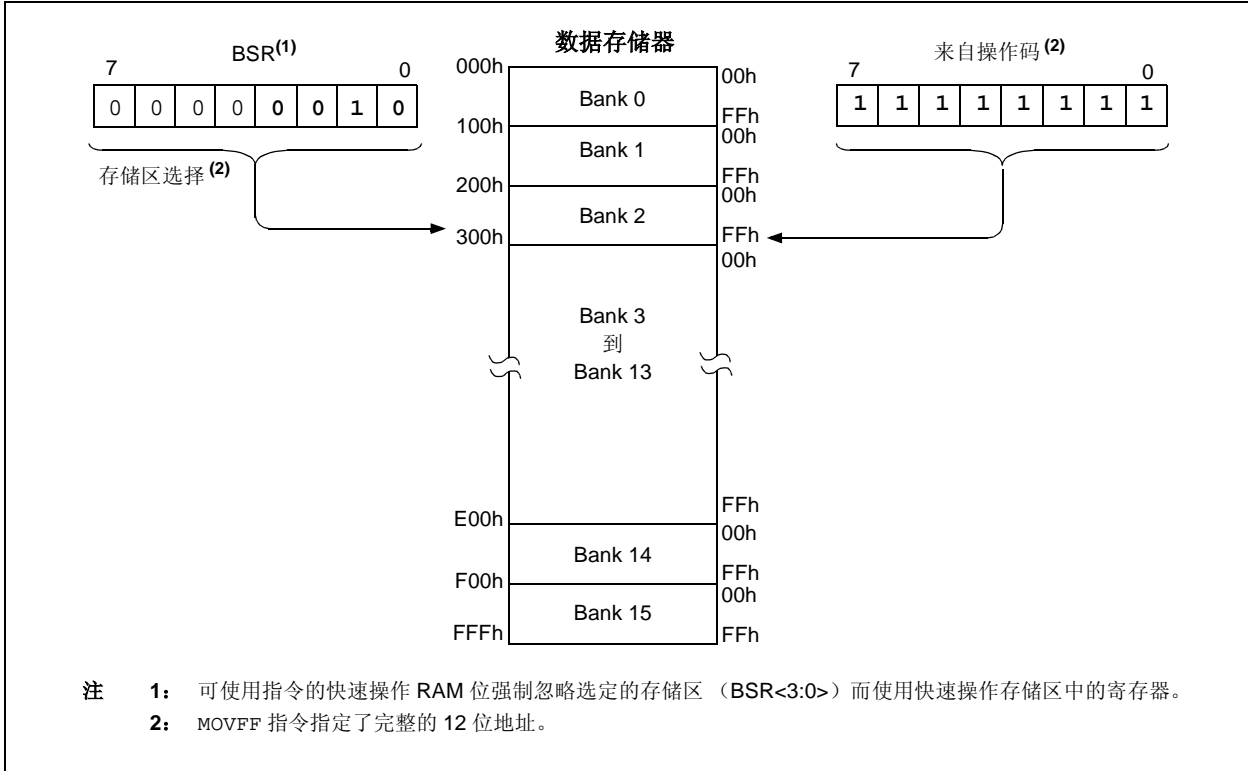 数据存储器
BSR(1)
7 0
0 0 0 0 0 0 1 0
存储区选择(2)
来自操作码(2)
7 0
1 1 1 1 1 1 1 1
000h
00h
Bank 0
FFh
100h
00h
Bank 1
FFh
200h
00h
Bank 2
FFh
300h
00h
Bank 3
到
Bank 13
FFh
E00h
00h
Bank 14
FFh
F00h
00h
Bank 15
FFFh
FFh
注 1： 可使用指令的快速操作 RAM 位强制忽略选定的存储区 （BSR<3:0>）而使用快速操作存储区中的寄存器。
2： MOVFF 指令指定了完整的 12 位地址。